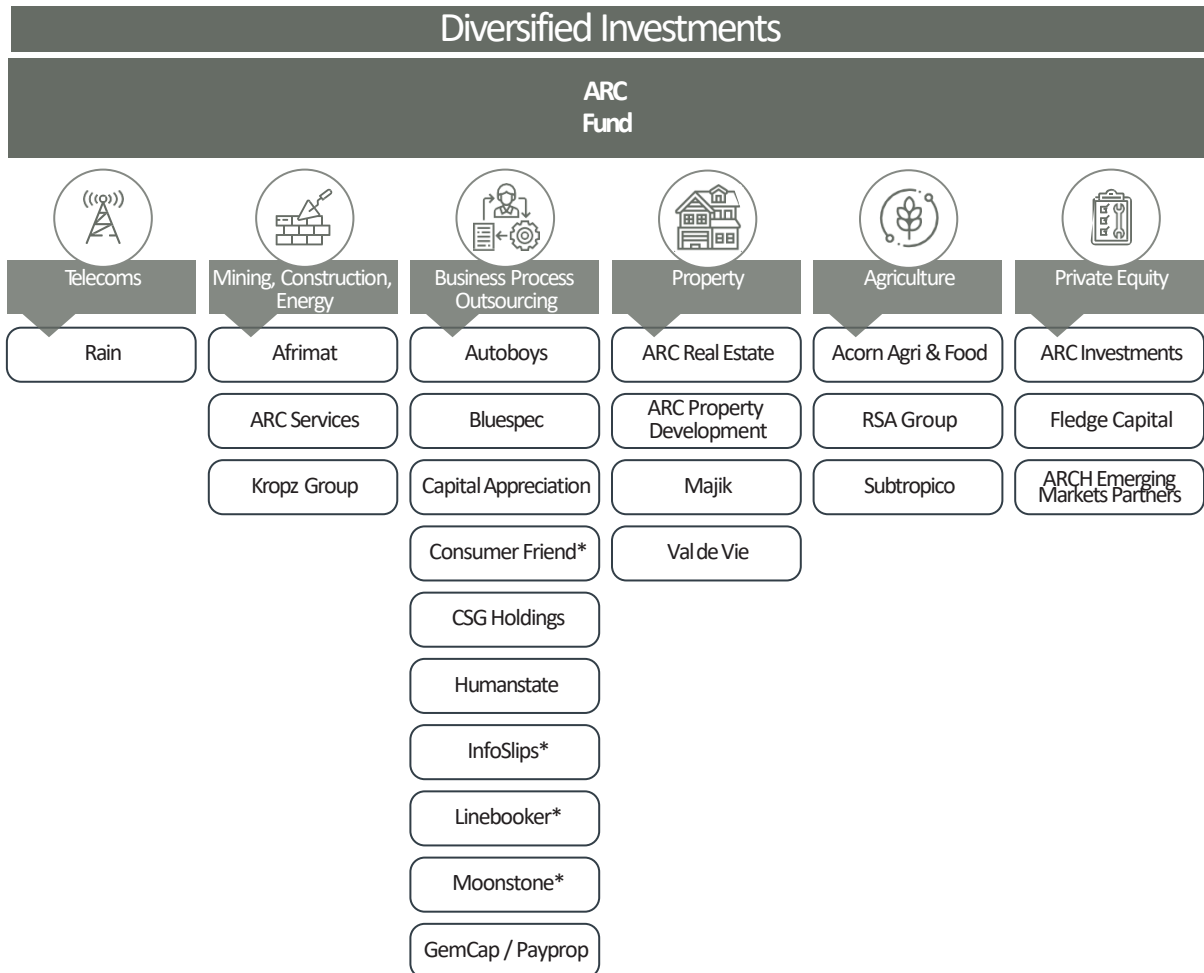 Diversified Investments
ARC
Fund
Telecoms
Mining, Construction,
Energy
Business Process
Outsourcing
Property
Agriculture
Private Equity
Rain
Afrimat
Autoboys
ARC Real Estate
Acorn Agri & Food
ARC Investments
ARC Services
Bluespec
ARC Property
Development
RSA Group
Fledge Capital
Kropz Group
Capital Appreciation
Majik
Subtropico
ARCH Emerging
Markets Partners
Consumer Friend*
Val de Vie
CSG Holdings
Humanstate
InfoSlips*
Linebooker*
Moonstone*
GemCap / Payprop